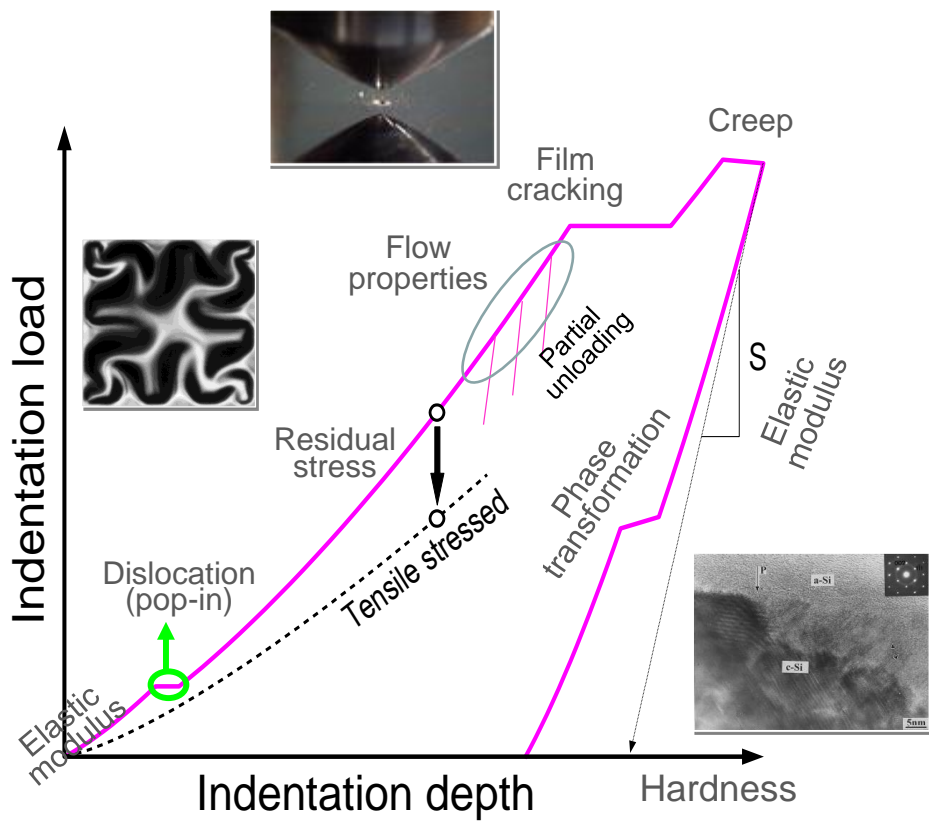 Creep
Film
cracking
Flow
properties
Partial
unloading
S
Elastic
modulus
Residual
stress
Phase
transformation
Tensile stressed
Dislocation
(pop-in)
Elastic
modulus
Indentation load
P
a-Si
c-Si
5nm
Indentation depth
Hardness